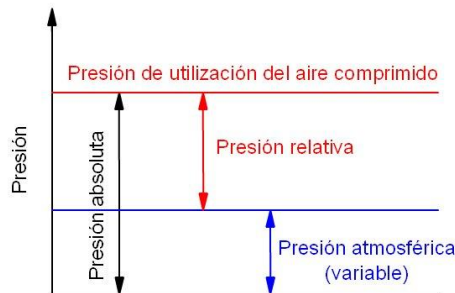 Presión de utilización del aire comprimido
Presión
Presión absoluta
Presión relativa
Presión atmosférica
(variable)